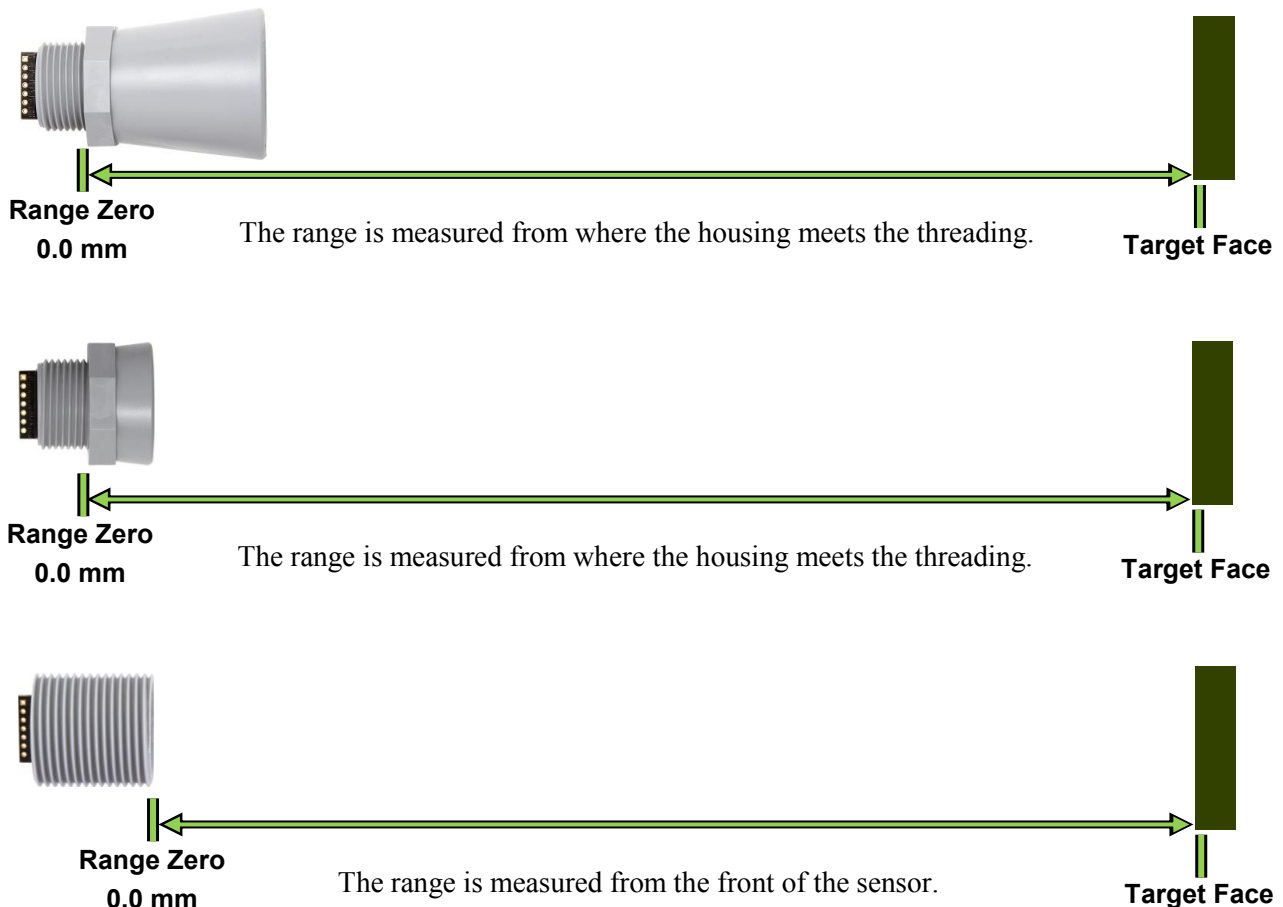 Range Zero
0.0 mm
The range is measured from where the housing meets the threading.
Target Face
Range Zero
0.0 mm
The range is measured from where the housing meets the threading.
Target Face
Range Zero
0.0 mm
The range is measured from the front of the sensor.
Target Face